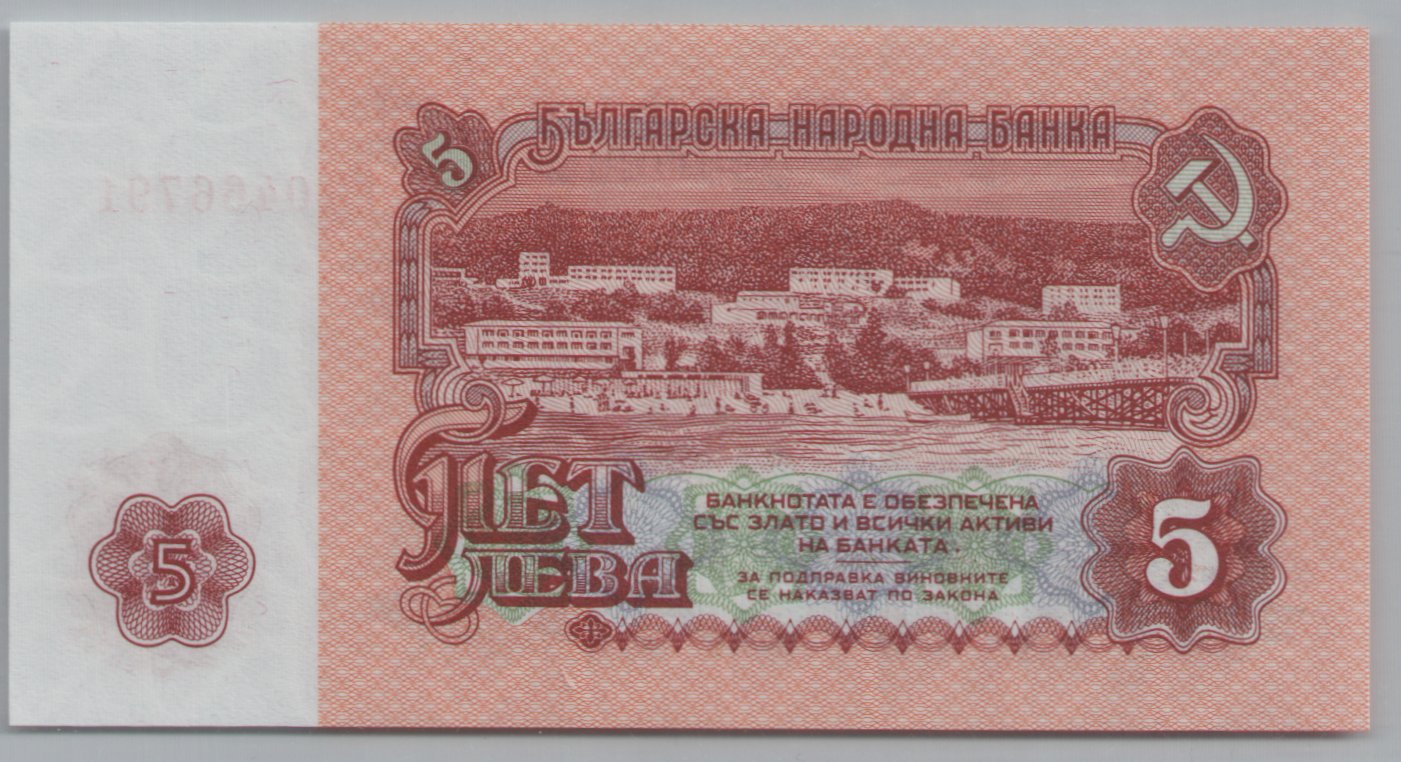 БЪЛГАРСКА НАРОДНА БАНКА
5
ПЕТ
ЛЕВА
БАНКНОТАТА Е ОБЕЗПЕЧЕНА
СЪС ЗЛАТО И ВСИЧКИ АКТИВИ
НА БАНКАТА.
ЗА ПОДПРАВКА ВИНОВНИТЕ
СЕ НАКАЗВАТ ПО ЗАКОНА
5
5